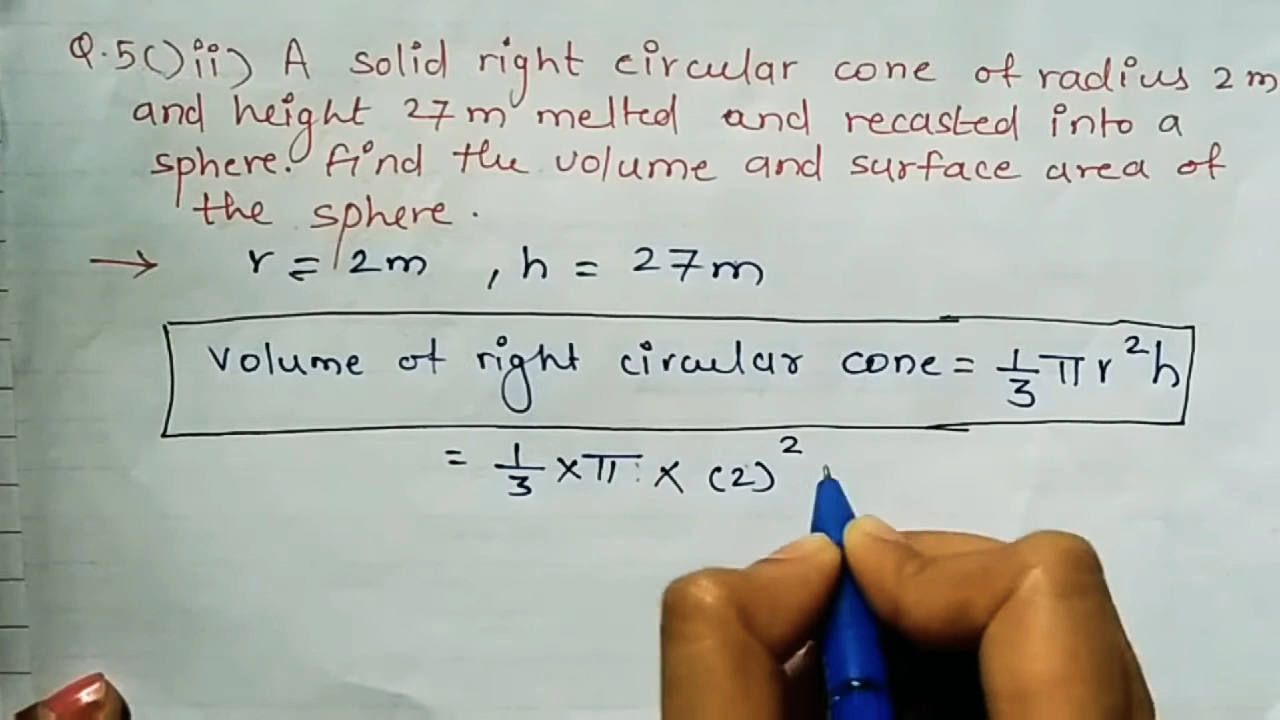 Q.5()ii) A solid right circular cone of radius 2m
and height 27m melted and recasted into a
sphere. Find the volume and surface area of
the sphere.
→ r = 2m , h = 27m
Volume of right circular cone = 1/3 π r²h
= 1/3 × π × (2)²